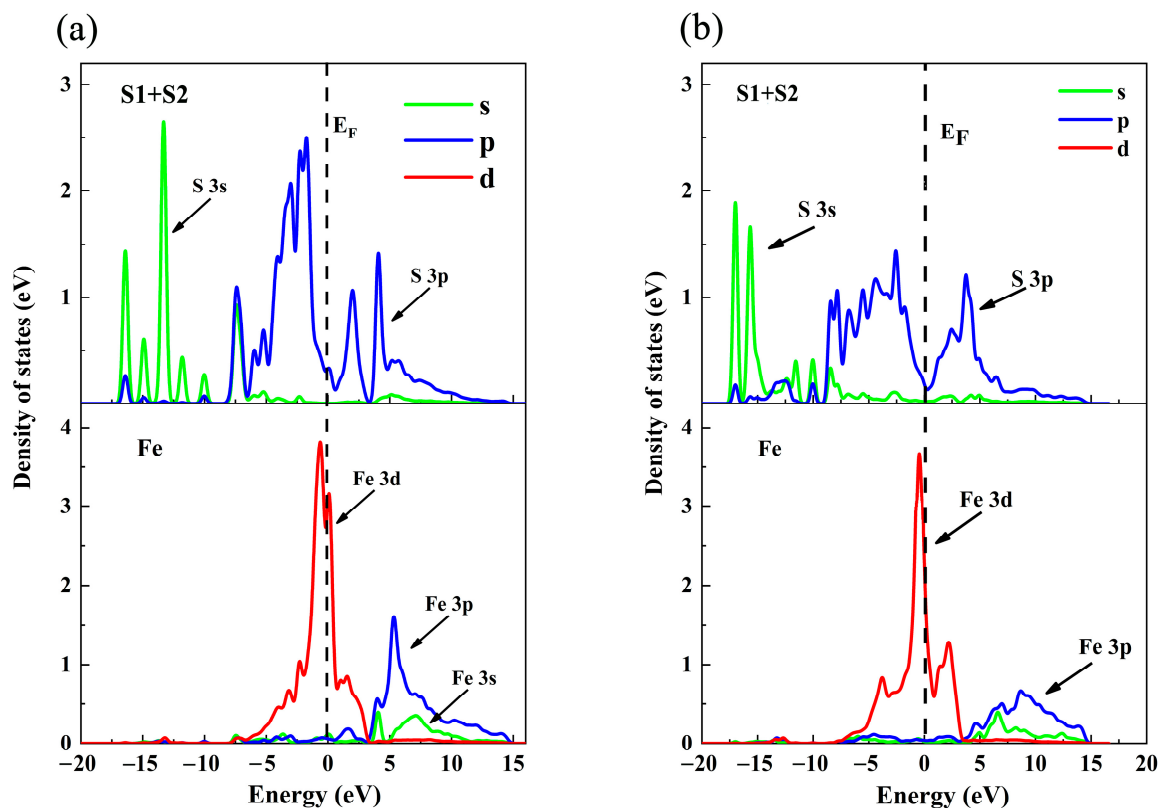 (a)
3
2
1
0
S1+S2
S 3s
E_F
s
p
d
S 3p
4
3
2
1
0
Fe
Fe 3d
Fe 3p
Fe 3s
Density of states (eV)
−20 −15 −10 −5 0 5 10 15
Energy (eV)
(b)
3
2
1
0
S1+S2
S 3s
E_F
s
p
d
S 3p
4
3
2
1
0
Fe
Fe 3d
Fe 3p
Density of states (eV)
−20 −15 −10 −5 0 5 10 15 20
Energy (eV)